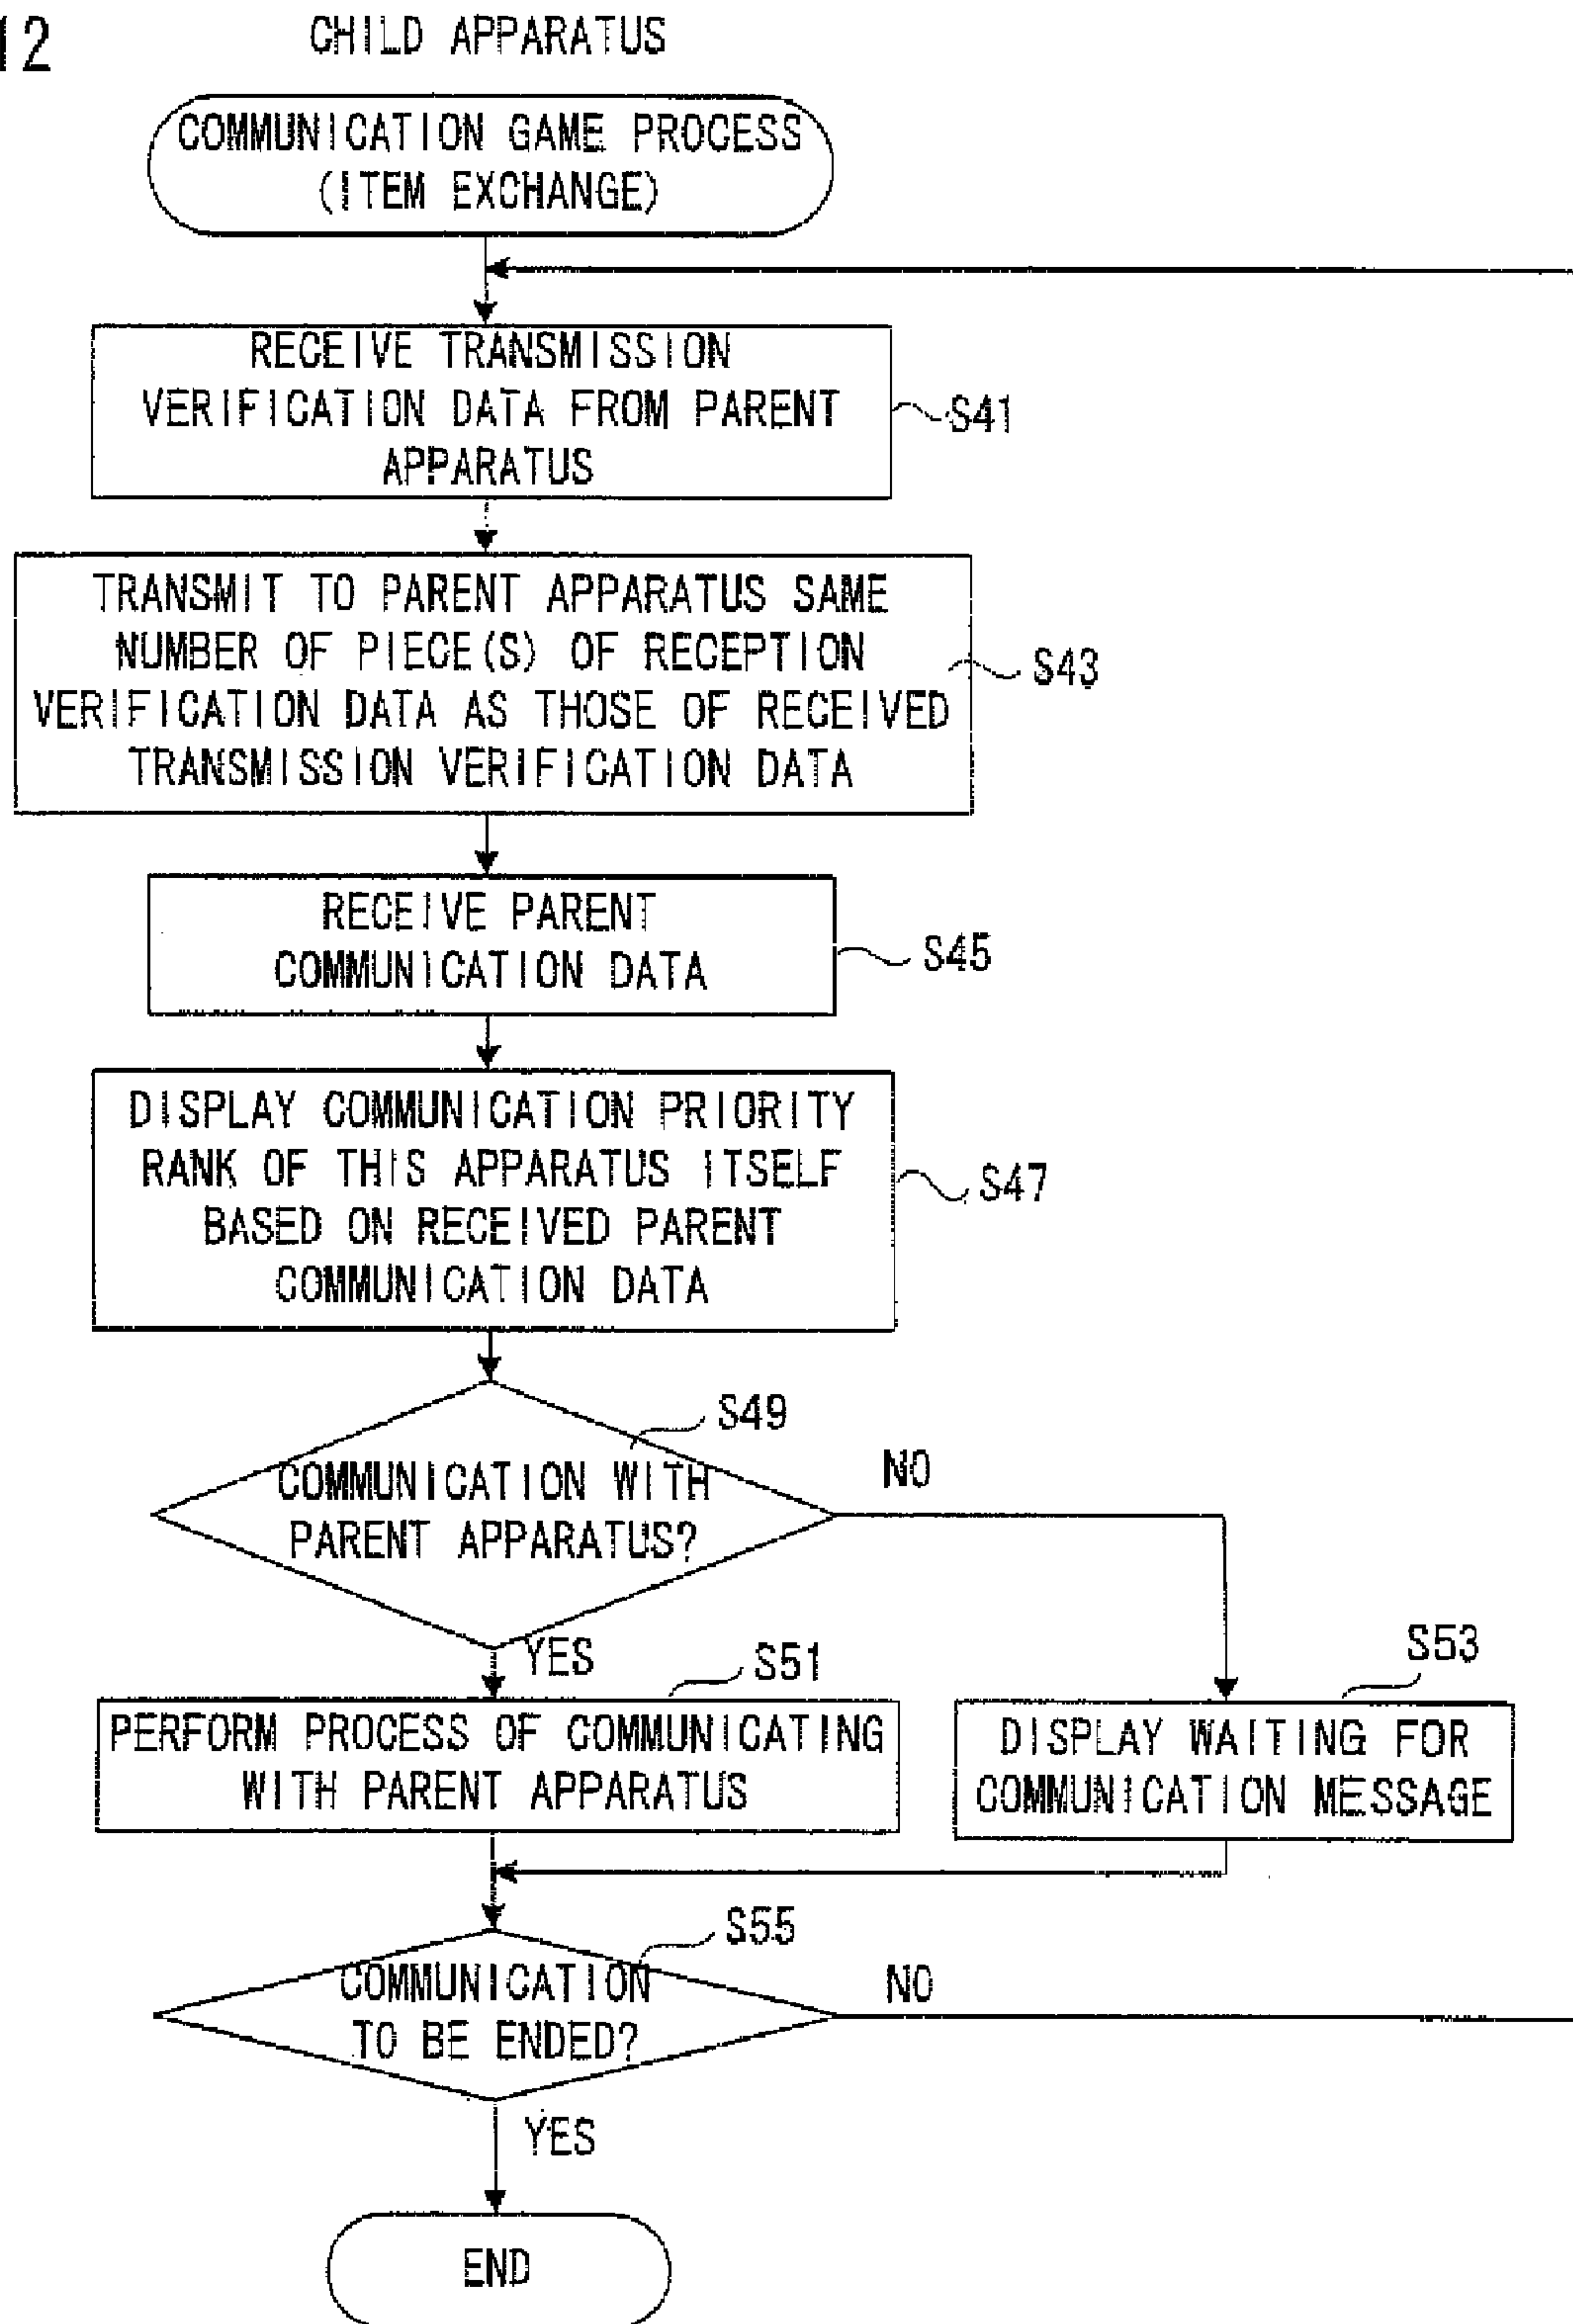 12
CHILD APPARATUS
COMMUNICATION GAME PROCESS
(ITEM EXCHANGE)
RECEIVE TRANSMISSION
VERIFICATION DATA FROM PARENT
APPARATUS
S41
TRANSMIT TO PARENT APPARATUS SAME
NUMBER OF PIECE(S) OF RECEPTION
VERIFICATION DATA AS THOSE OF RECEIVED
TRANSMISSION VERIFICATION DATA
S43
RECEIVE PARENT
COMMUNICATION DATA
S45
DISPLAY COMMUNICATION PRIORITY
RANK OF THIS APPARATUS ITSELF
BASED ON RECEIVED PARENT
COMMUNICATION DATA
S47
S49
COMMUNICATION WITH
PARENT APPARATUS?
NO
YES
S51
PERFORM PROCESS OF COMMUNICATING
WITH PARENT APPARATUS
S53
DISPLAY WAITING FOR
COMMUNICATION MESSAGE
S55
COMMUNICATION
TO BE ENDED?
NO
YES
END